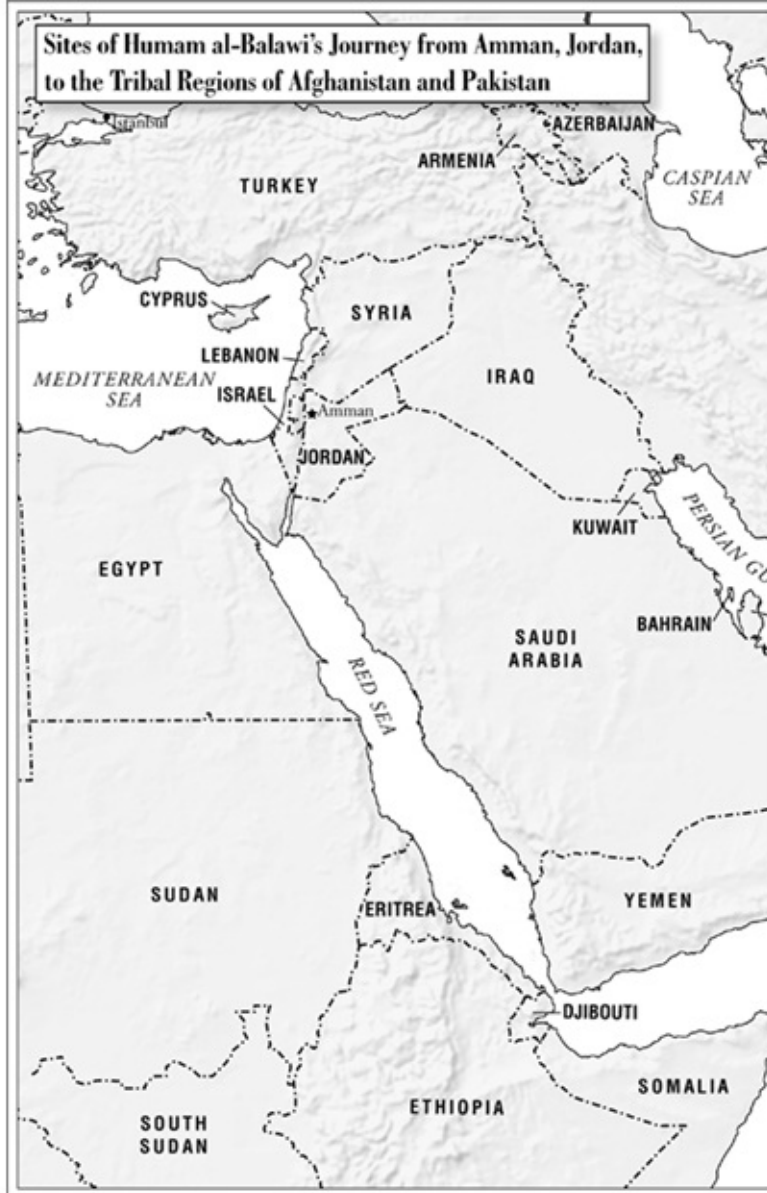 Sites of Humam al-Balawi's Journey from Amman, Jordan,
to the Tribal Regions of Afghanistan and Pakistan
Istanbul
AZERBAIJAN
ARMENIA
CASPIAN
SEA
TURKEY
CYPRUS
SYRIA
LEBANON
IRAQ
MEDITERRANEAN
SEA
ISRAEL
Amman
JORDAN
KUWAIT
PERSIAN GU
EGYPT
BAHRAIN
SAUDI
ARABIA
RED SEA
SUDAN
ERITREA
YEMEN
DJIBOUTI
SOMALIA
ETHIOPIA
SOUTH
SUDAN